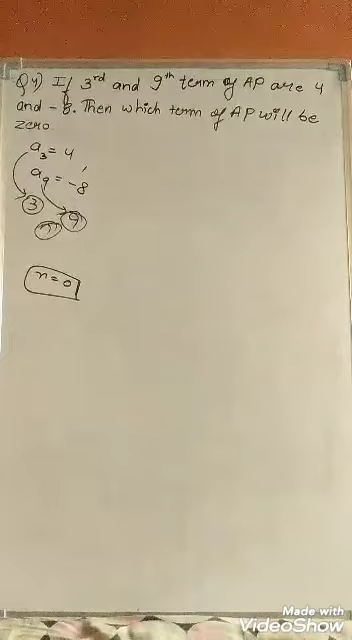 Q4) If 3rd and 9th term of AP are 4
and -8. Then which term of AP will be
zero
a3 = 4
a9 = -8
3
9
n = 0
Made with
VideoShow